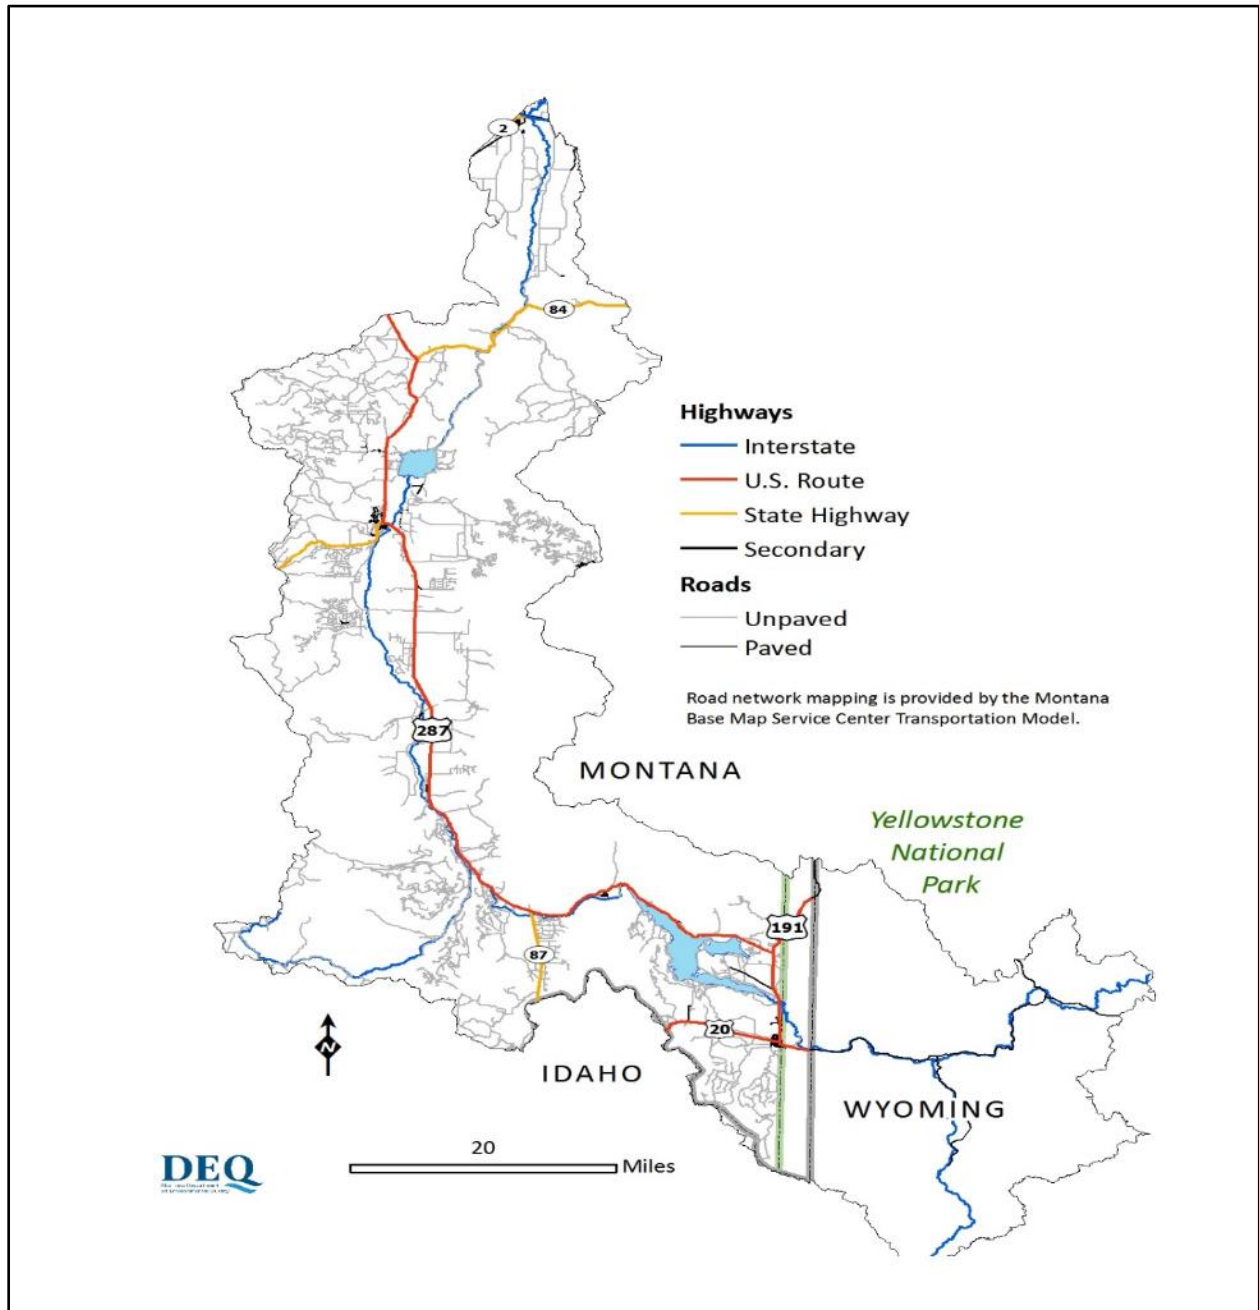 2
84
Highways
Interstate
U.S. Route
State Highway
Secondary
Roads
Unpaved
Paved
Road network mapping is provided by the Montana
Base Map Service Center Transportation Model.
287
MONTANA
Yellowstone
National
Park
191
87
20
N
IDAHO
WYOMING
20
Miles
DEQ